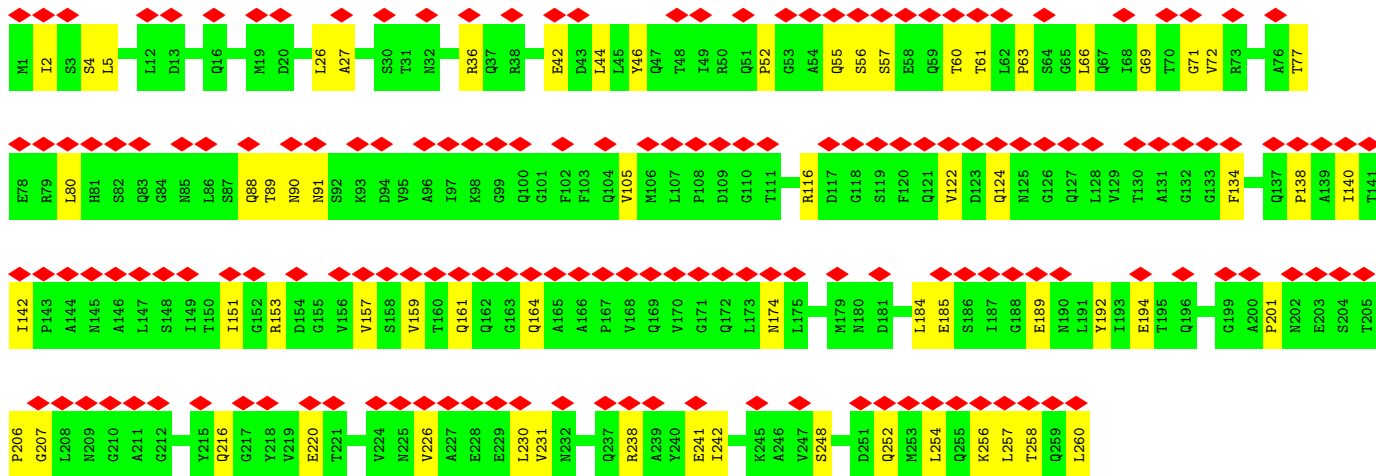 M1 I2 S3 S4 L5 L12 D13 Q16 M19 D20 L26 A27 S30 T31 N32 R36 Q37 R38 E42 D43 L44 L45 Y46 Q47 T48 I49 R50 Q51 P52 G53 A54 Q55 S56 S57 E58 Q59 T60 T61 L62 P63 S64 G65 L66 Q67 I68 G69 T70 G71 V72 R73 A76 T77
E78 R79 L80 H81 S82 Q83 G84 N85 L86 S87 Q88 T89 N90 N91 S92 K93 D94 V95 A96 I97 K98 G99 Q100 G101 F102 F103 Q104 V105 M106 L107 P108 D109 G110 T111 R116 D117 G118 S119 F120 Q121 V122 D123 Q124 N125 G126 Q127 L128 V129 T130 A131 G132 G133 F134 Q137 P138 A139 I140 T141
I142 P143 A144 N145 A146 L147 S148 I149 T150 I151 G152 R153 D154 G155 V156 V157 S158 V159 T160 Q161 Q162 G163 Q164 A165 A166 P167 V168 Q169 V170 G171 Q172 L173 N174 L175 M179 N180 D181 L184 E185 S186 I187 G188 E189 N190 L191 Y192 I193 E194 T195 Q196 G199 A200 P201 N202 E203 S204 T205
P206 G207 L208 N209 G210 A211 G212 Y215 Q216 G217 Y218 V219 E220 T221 V224 N225 V226 A227 E228 E229 L230 V231 N232 Q237 R238 A239 Y240 E241 I242 K245 A246 V247 S248 D251 Q252 M253 L254 Q255 K256 L257 T258 Q259 L260